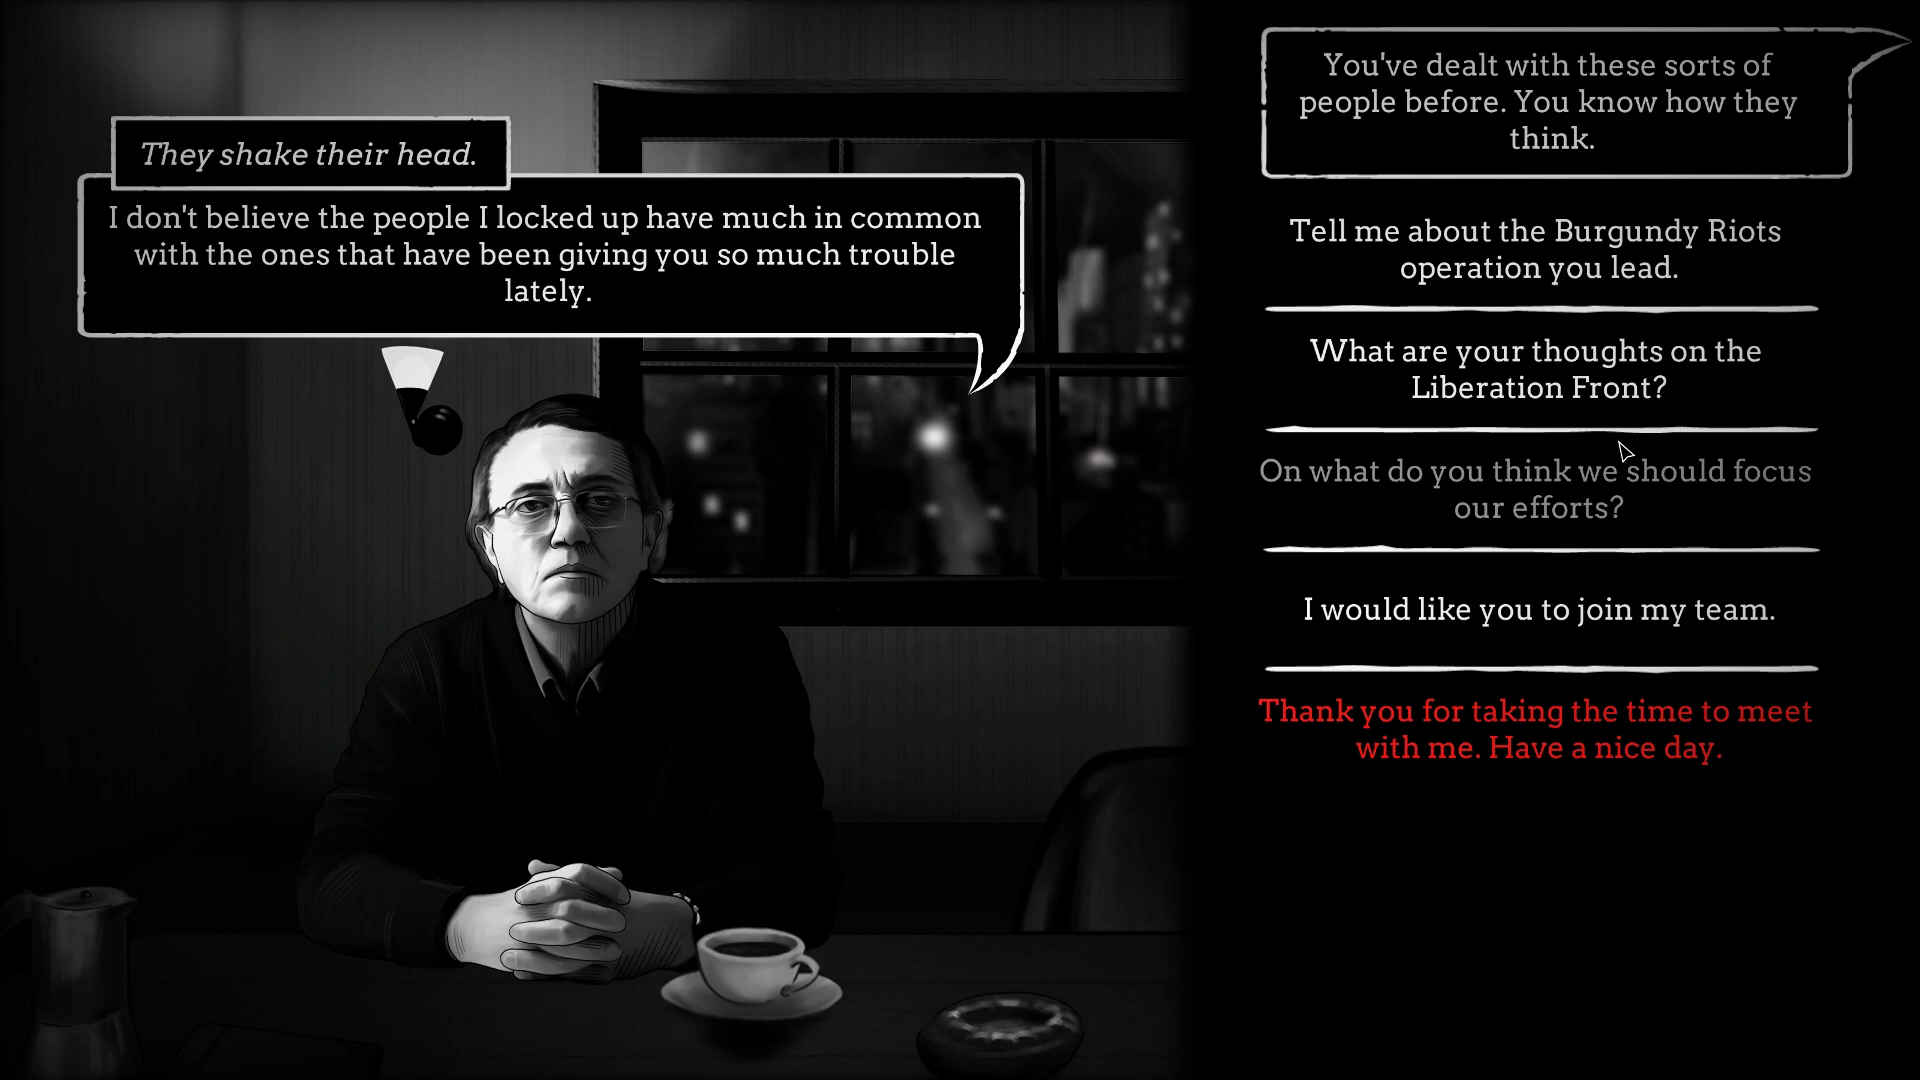 They shake their head.
I don't believe the people I locked up have much in common
with the ones that have been giving you so much trouble
lately.
You've dealt with these sorts of
people before. You know how they
think.
Tell me about the Burgundy Riots
operation you lead.
What are your thoughts on the
Liberation Front?
On what do you think we should focus
our efforts?
I would like you to join my team.
Thank you for taking the time to meet
with me. Have a nice day.